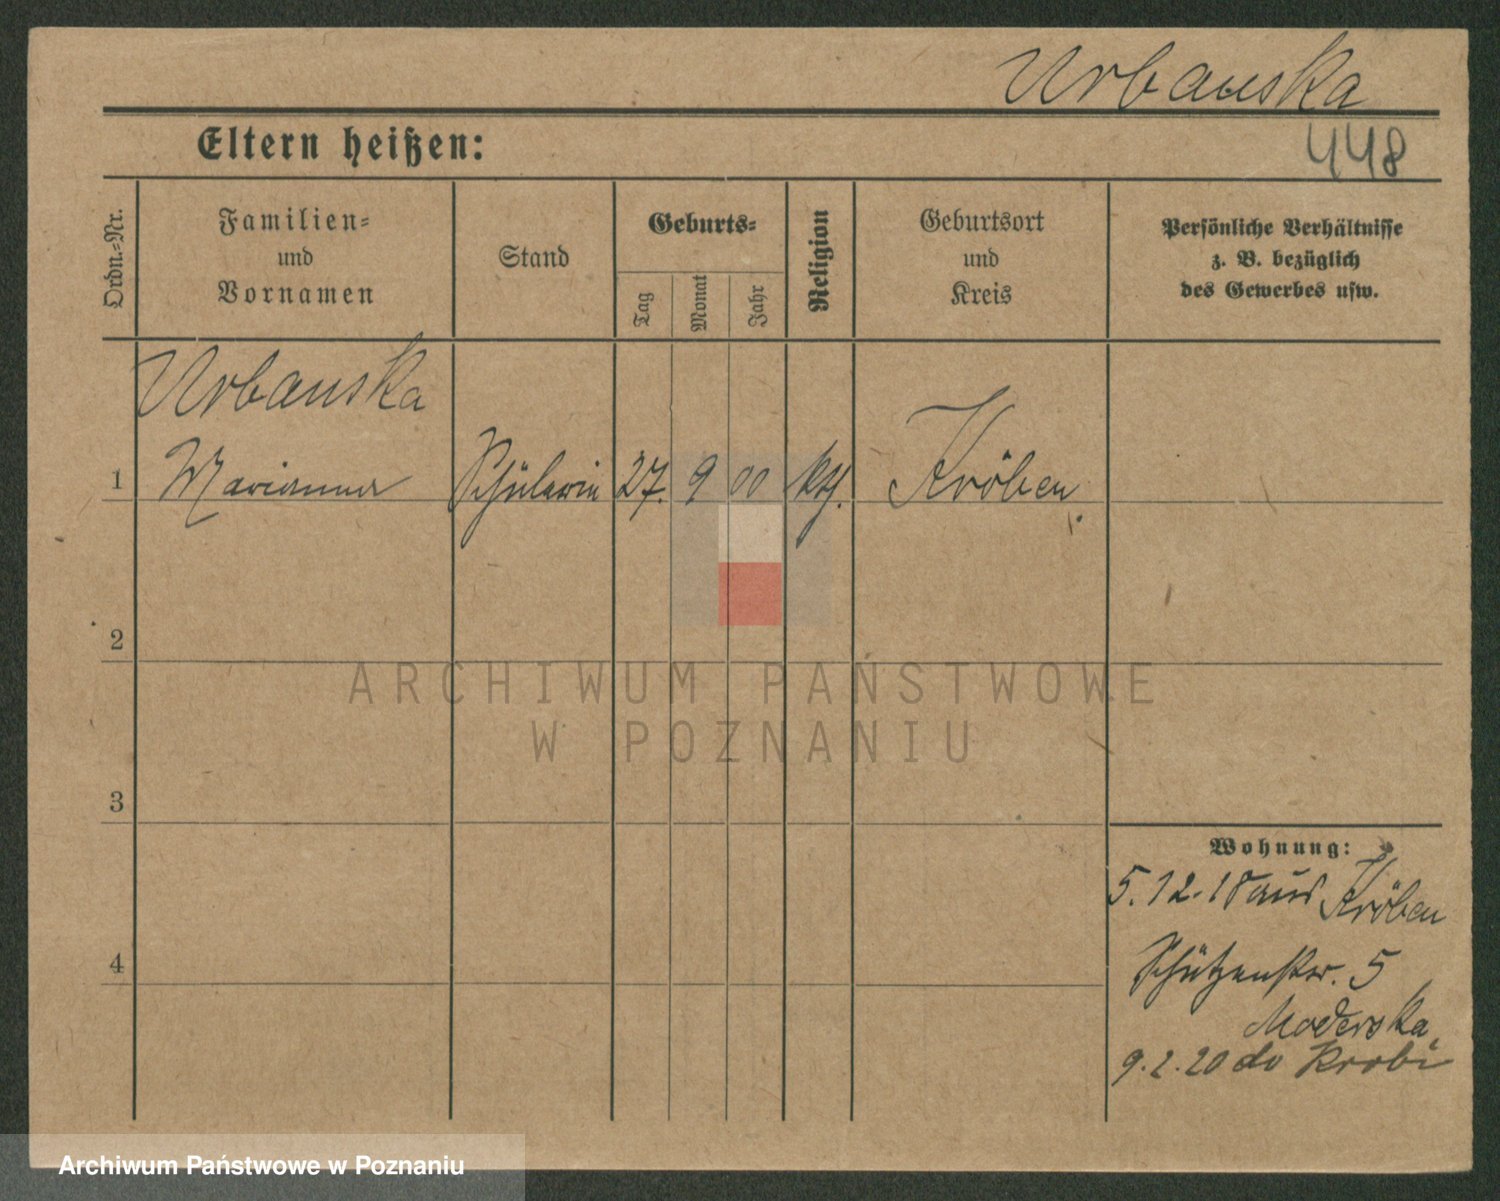 Urbanska
448
Eltern heißen:
Ordn.=Nr.
Familien=
und
Vornamen
Stand
Geburts=
Tag
Monat
Jahr
Religion
Geburtsort
und
Kreis
Persönliche Verhältnisse
z. B. bezüglich
des Gewerbes usw.
Urbanska
1 Marianna Schülerin 27. 9 00 kth. Kröben
2
3
4
Wohnung:
5.12.18 aus Kröben
Schützenstr. 5
Moderska
9.2.20 do Krobi
ARCHIWUM PAŃSTWOWE
W POZNANIU
Archiwum Państwowe w Poznaniu